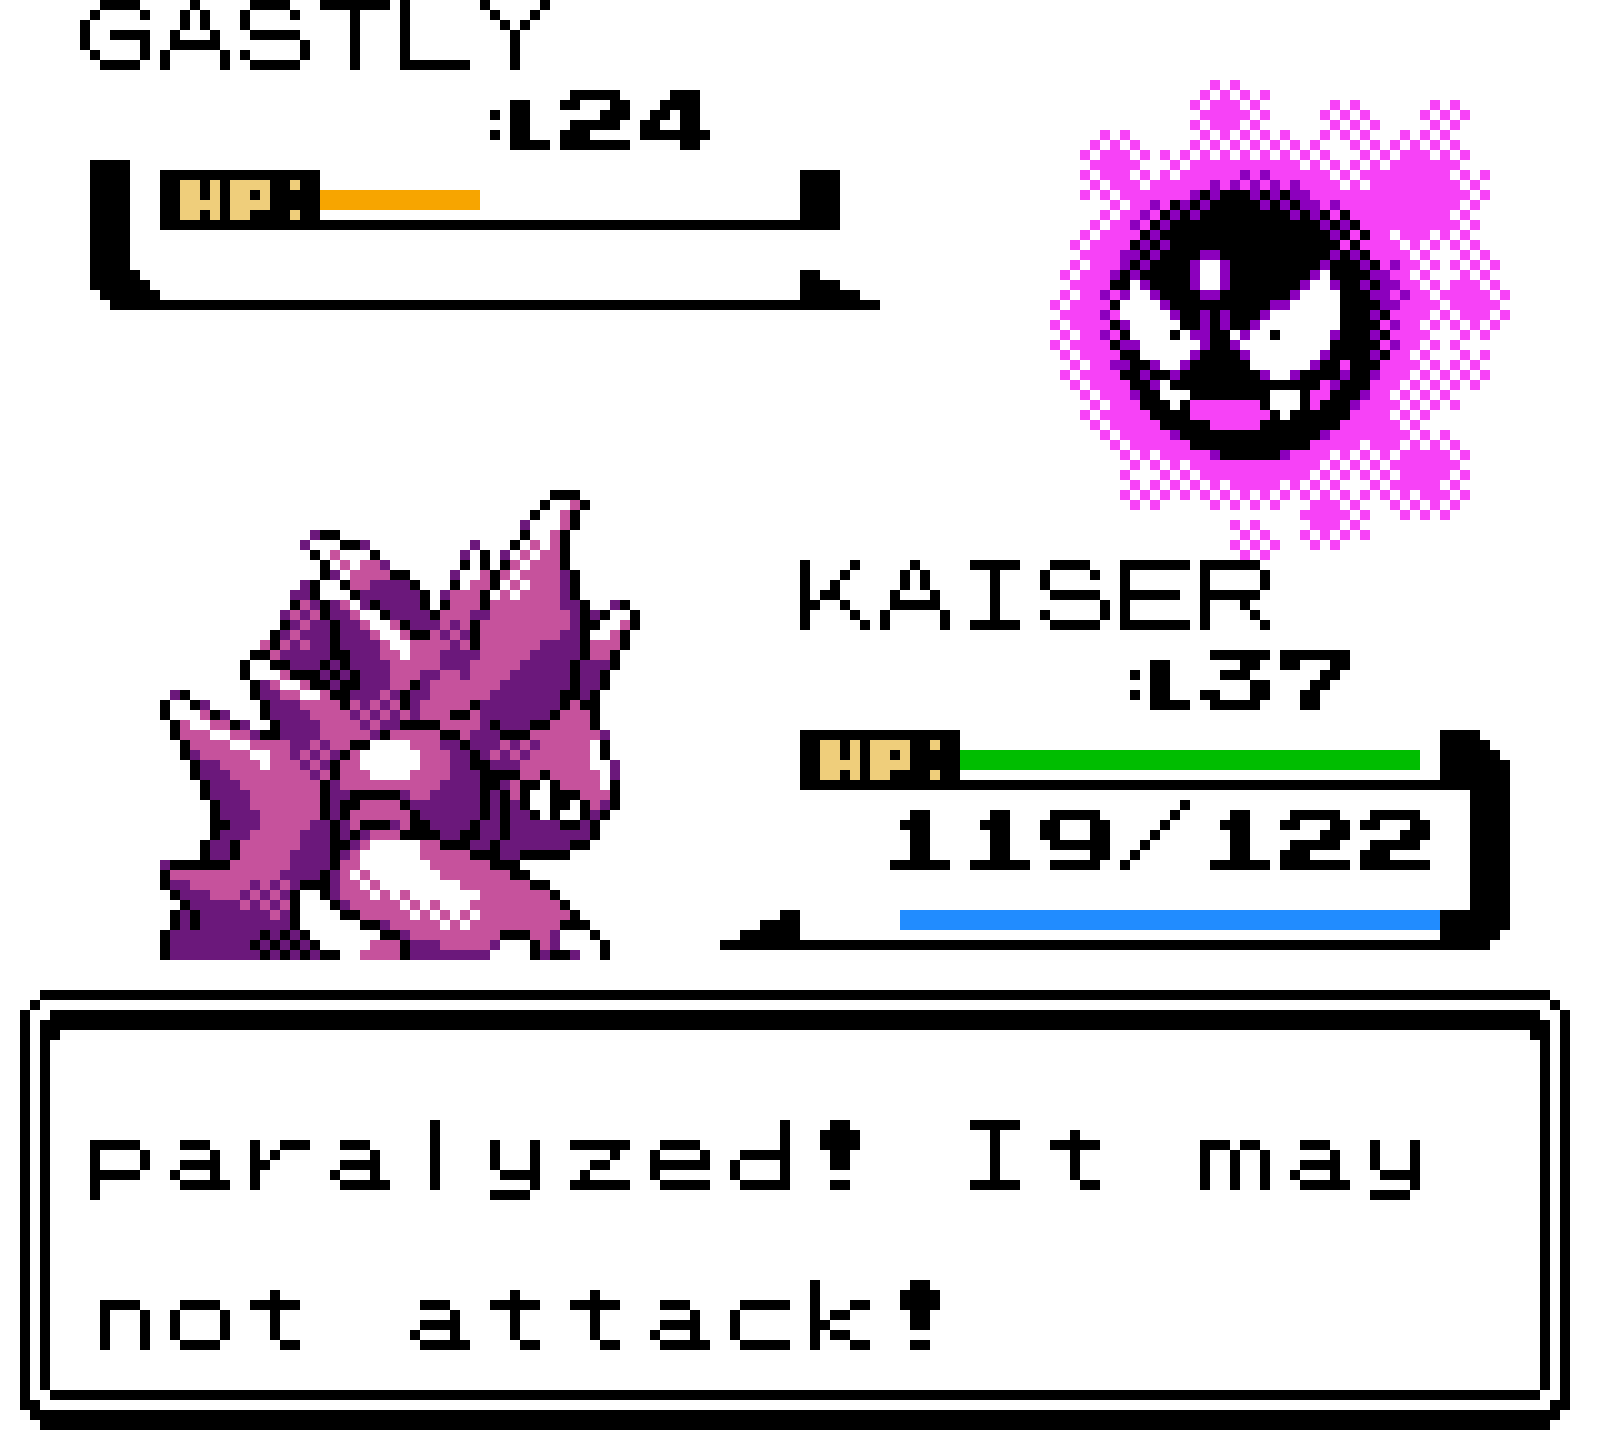 GASTLY
:L24
HP:
KAISER
:L37
HP:
119/122
paralyzed! It may
not attack!